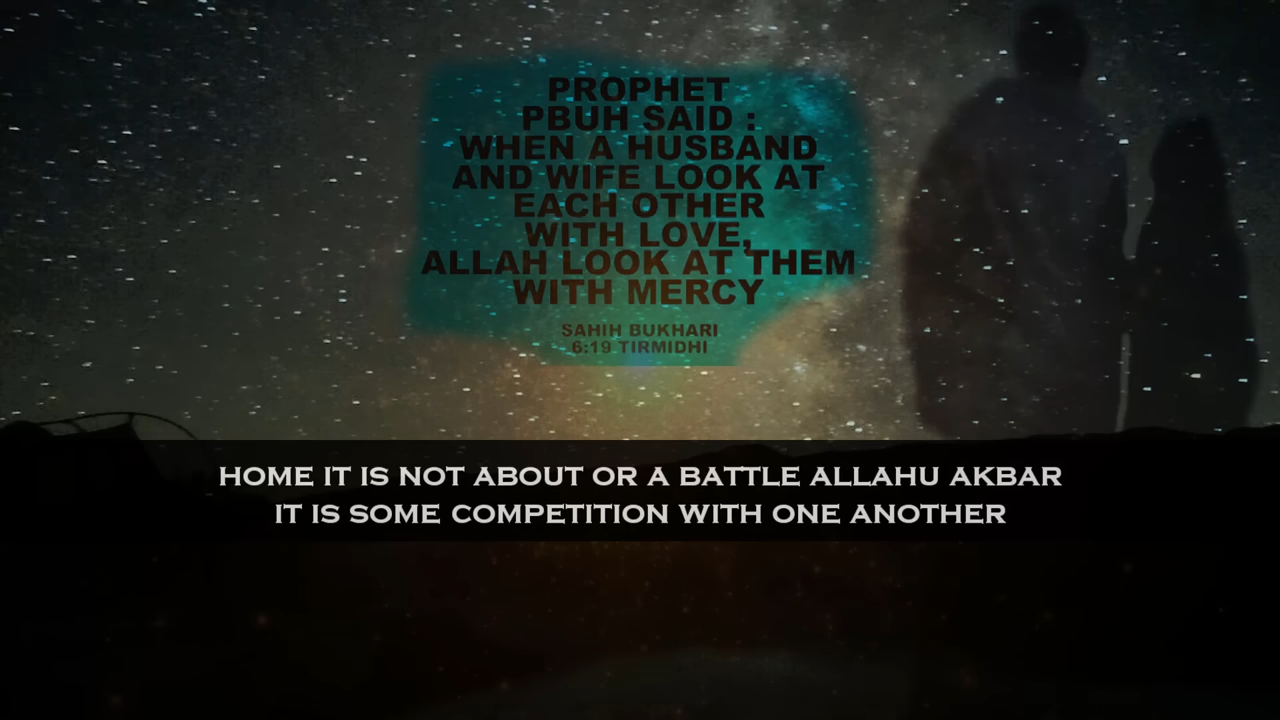 PROPHET
PBUH SAID :
WHEN A HUSBAND
AND WIFE LOOK AT
EACH OTHER
WITH LOVE,
ALLAH LOOK AT THEM
WITH MERCY
SAHIH BUKHARI
6:19 TIRMIDHI
HOME IT IS NOT ABOUT OR A BATTLE ALLAHU AKBAR
IT IS SOME COMPETITION WITH ONE ANOTHER